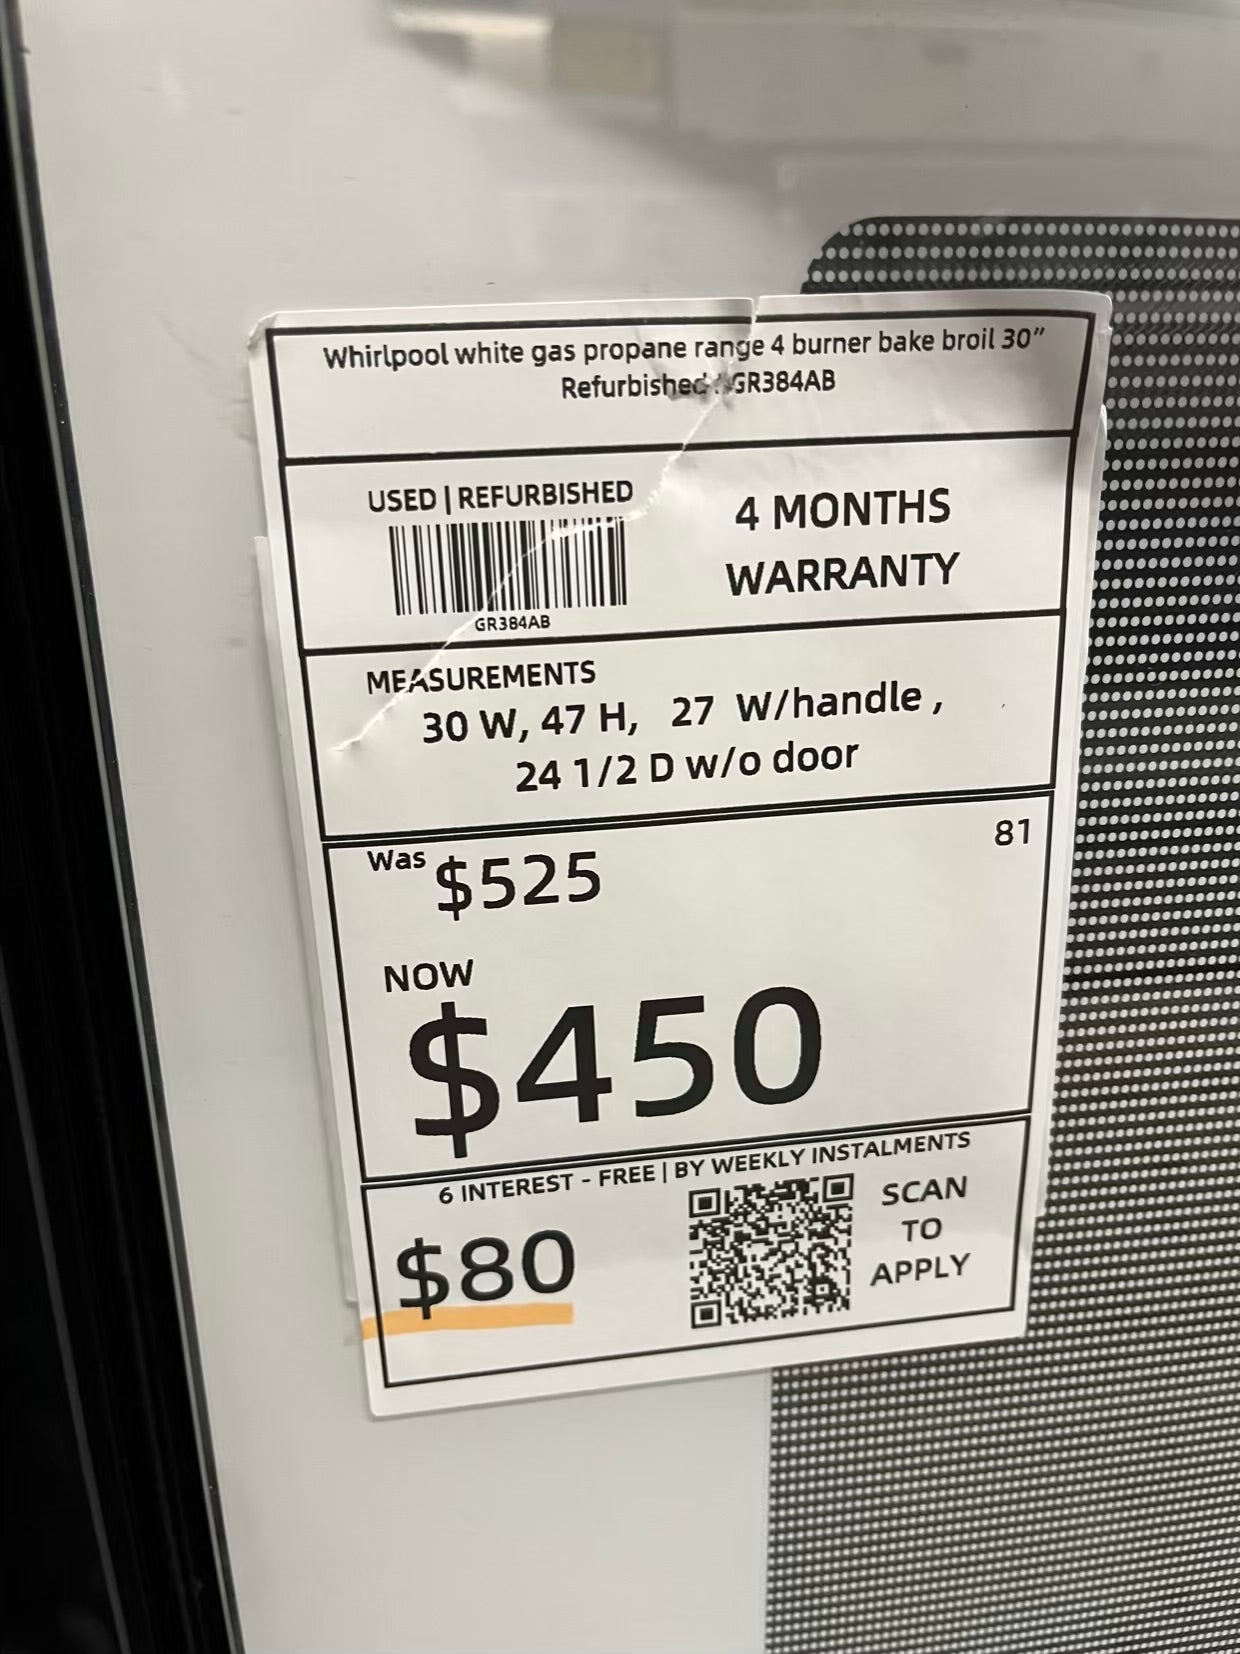 Whirlpool white gas propane range 4 burner bake broil 30"
Refurbished GR384AB
USED | REFURBISHED
GR384AB
4 MONTHS
WARRANTY
MEASUREMENTS
30 W, 47 H, 27 W/handle ,
24 1/2 D w/o door
81
Was $525
NOW
$450
6 INTEREST - FREE | BY WEEKLY INSTALMENTS
$80
SCAN
TO
APPLY